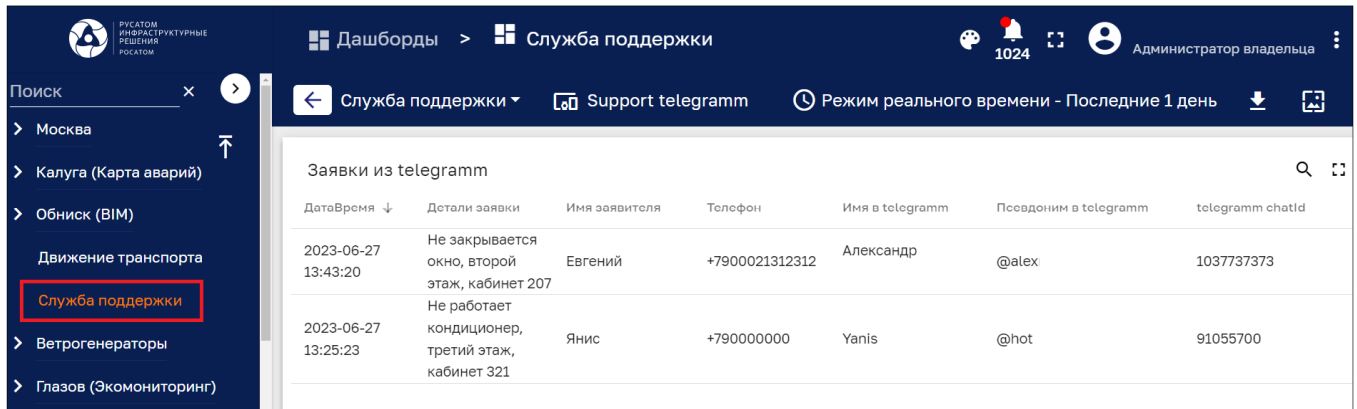 РУСАТОМ
ИНФРАСТРУКТУРНЫЕ
РЕШЕНИЯ
РОСАТОМ
Дашборды > Служба поддержки
1024
Администратор владельца
Поиск
Служба поддержки
Support telegramm
Режим реального времени - Последние 1 день
Москва
Калуга (Карта аварий)
Обниск (BIM)
Движение транспорта
Служба поддержки
Ветрогенераторы
Глазов (Экомониторинг)
Заявки из telegramm
ДатаВремя Детали заявки Имя заявителя Телефон Имя в telegramm Псевдоним в telegramm telegramm chatId
2023-06-27
13:43:20
Не закрывается
окно, второй
этаж, кабинет 207
Евгений
+7900021312312
Александр
@alex
1037737373
2023-06-27
13:25:23
Не работает
кондиционер,
третий этаж,
кабинет 321
Янис
+790000000
Yanis
@hot
91055700